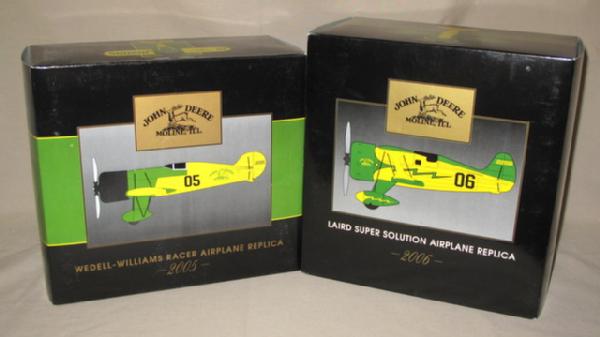 JOHN DEERE
MOLINE, ILL.
05
WEDELL-WILLIAMS RACER AIRPLANE REPLICA
-2005-
JOHN DEERE
MOLINE, ILL.
06
LAIRD SUPER SOLUTION AIRPLANE REPLICA
-2006-